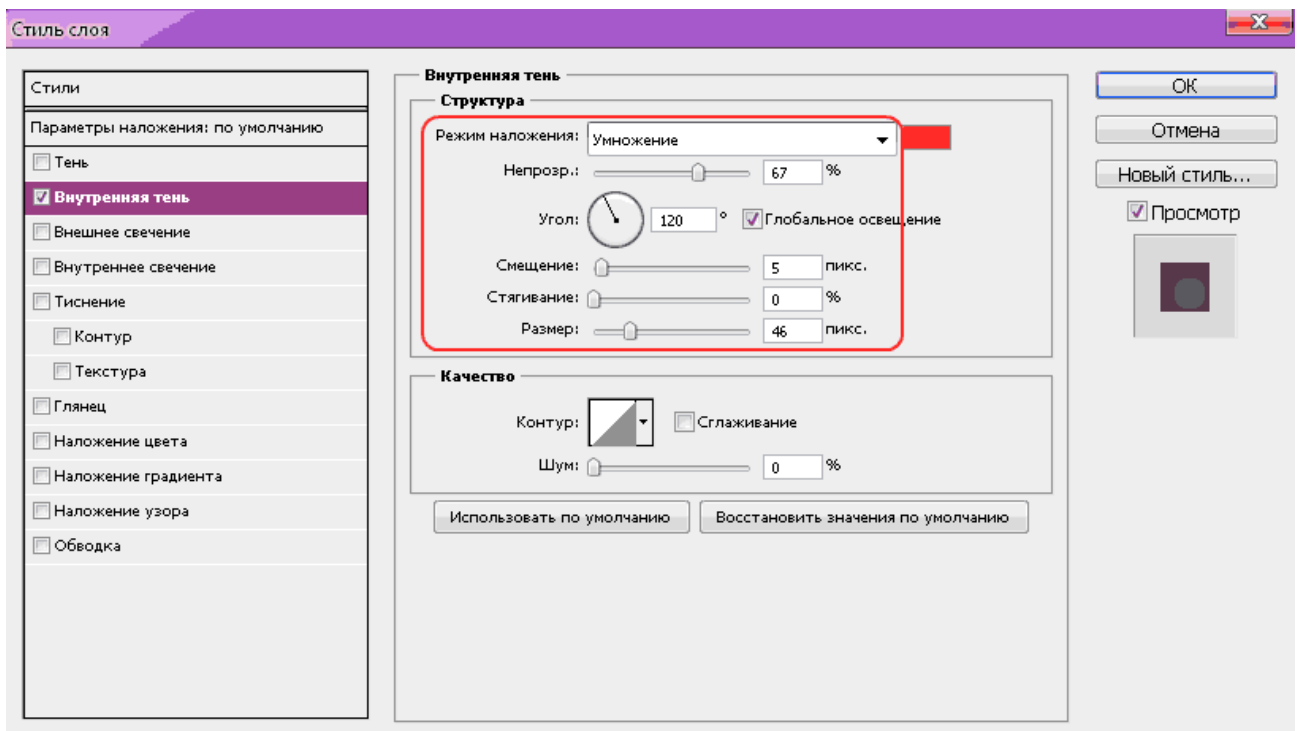 Стиль слоя
X
Стили
Параметры наложения: по умолчанию
Тень
Внутренняя тень
Внешнее свечение
Внутреннее свечение
Тиснение
Контур
Текстура
Глянец
Наложение цвета
Наложение градиента
Наложение узора
Обводка
Внутренняя тень
Структура
Режим наложения: Умножение
Непрозр.: 67 %
Угол: 120 ° Глобальное освещение
Смещение: 5 пикс.
Стягивание: 0 %
Размер: 46 пикс.
Качество
Контур: Сглаживание
Шум: 0 %
Использовать по умолчанию Восстановить значения по умолчанию
ОК
Отмена
Новый стиль...
Просмотр